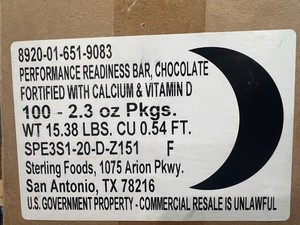 8920-01-651-9083
PERFORMANCE READINESS BAR, CHOCOLATE
FORTIFIED WITH CALCIUM & VITAMIN D
100 - 2.3 oz Pkgs.
WT 15.38 LBS. CU 0.54 FT.
SPE3S1-20-D-Z151 F
Sterling Foods, 1075 Arion Pkwy.
San Antonio, TX 78216
U.S. GOVERNMENT PROPERTY - COMMERCIAL RESALE IS UNLAWFUL